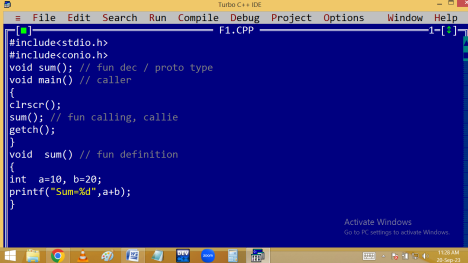 Turbo C++ IDE
≡ File Edit Search Run Compile Debug Project Options Window Help
[■] F1.CPP 1=[↕]
#include<stdio.h>
#include<conio.h>
void sum(); // fun dec / proto type
void main() // caller
{
clrscr();
sum(); // fun calling, callie
getch();
}
void sum() // fun definition
{
int a=10, b=20;
printf("Sum=%d",a+b);
}
Activate Windows
Go to PC settings to activate Windows.
DEV
zoom
11:20 AM
20-Sep-23